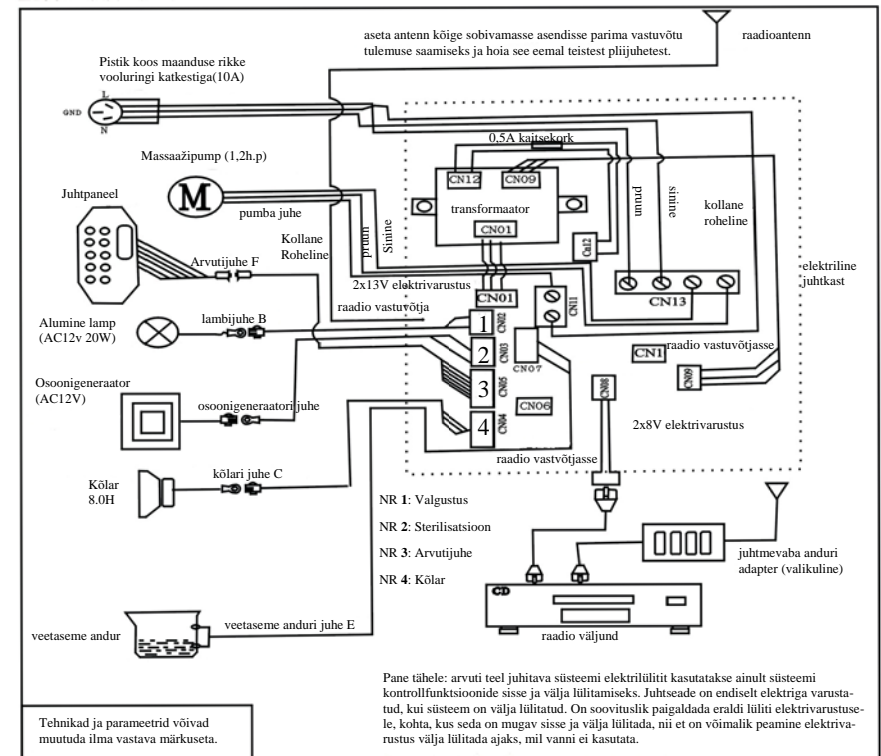 aseta antenn kõige sobivamasse asendisse parima vastuvõtu
tulemuse saamiseks ja hoia see eemal teistest pliijuhetest.
raadioantenn
Pistik koos maanduse rikke
vooluringi katkestiga(10A)
L
GND
N
0,5A kaitsekork
Massaažipump (1,2h.p)
CN12
CN09
M
transformaator
pruun
sinine
kollane
roheline
Juhtpaneel
pumba juhe
CN01
Cn12
Kollane
Roheline
pruun
Sinine
Arvutijuhe F
2x13V elektrivarustus
elektriline
juhtkast
CN01
CN11
CN13
raadio vastuvõtja
lambijuhe B
Alumine lamp
(AC12v 20W)
1
CN02
2
CN03
CN07
raadio vastuvõtjasse
CN1
3
CN05
CN08
CN09
Osoonigeneraator
(AC12V)
osoonigeneraatori juhe
CN06
4
CN04
2x8V elektrivarustus
raadio vastvõtjasse
Kõlar
8.0H
kõlari juhe C
NR 1: Valgustus
NR 2: Sterilisatsioon
NR 3: Arvutijuhe
NR 4: Kõlar
juhtmevaba anduri
adapter (valikuline)
CD
raadio väljund
veetaseme andur
veetaseme anduri juhe E
Pane tähele: arvuti teel juhitava süsteemi elektrilülitit kasutatakse ainult süsteemi
kontrollfunktsioonide sisse ja välja lülitamiseks. Juhtseade on endiselt elektriga varusta-
tud, kui süsteem on välja lülitatud. On soovituslik paigaldada eraldi lüliti elektrivarustuse-
le, kohta, kus seda on mugav sisse ja välja lülitada, nii et on võimalik peamine elektriva-
rustus välja lülitada ajaks, mil vanni ei kasutata.
Tehnikad ja parameetrid võivad
muutuda ilma vastava märkuseta.